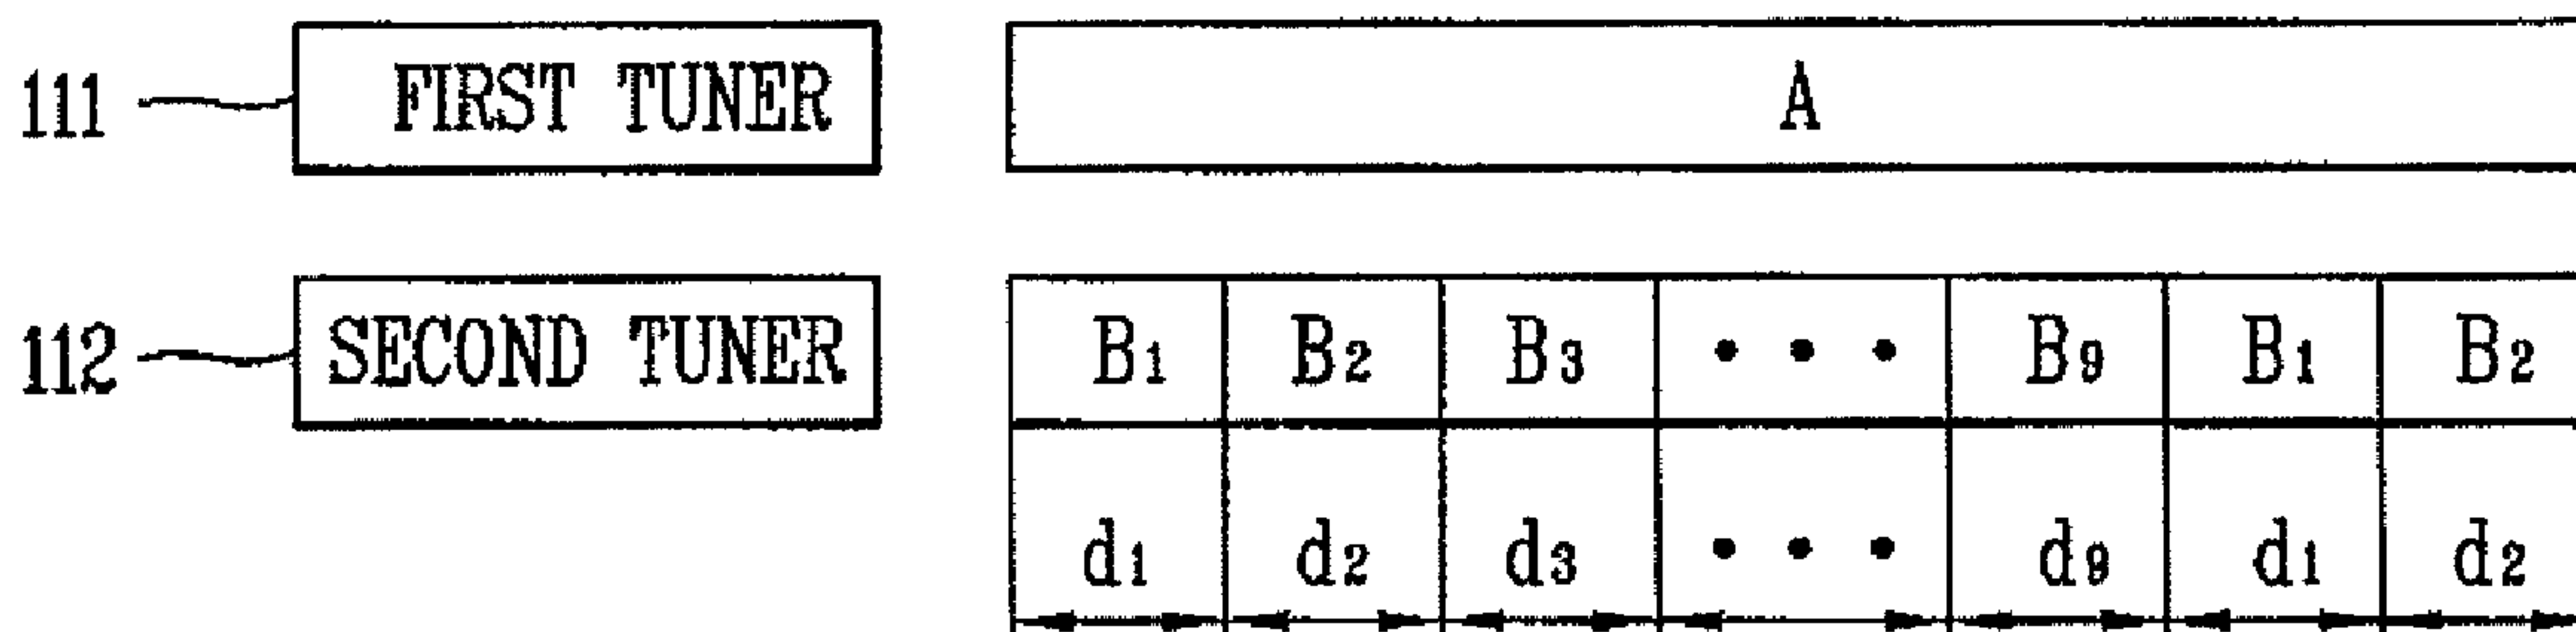 111 FIRST TUNER A
112 SECOND TUNER B1 B2 B3 • • • B9 B1 B2
d1 d2 d3 • • • d9 d1 d2